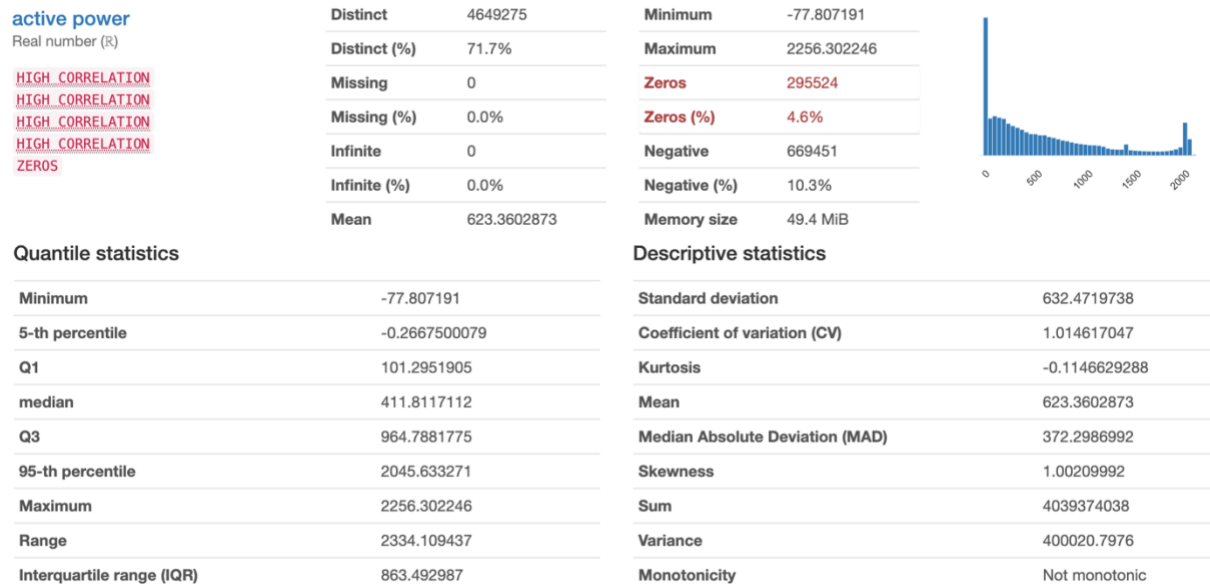 active power
Real number (ℝ)
HIGH CORRELATION
HIGH CORRELATION
HIGH CORRELATION
HIGH CORRELATION
ZEROS
Distinct 4649275
Distinct (%) 71.7%
Missing 0
Missing (%) 0.0%
Infinite 0
Infinite (%) 0.0%
Mean 623.3602873
Minimum -77.807191
Maximum 2256.302246
Zeros 295524
Zeros (%) 4.6%
Negative 669451
Negative (%) 10.3%
Memory size 49.4 MiB
0 500 1000 1500 2000
Quantile statistics
Minimum -77.807191
5-th percentile -0.2667500079
Q1 101.2951905
median 411.8117112
Q3 964.7881775
95-th percentile 2045.633271
Maximum 2256.302246
Range 2334.109437
Interquartile range (IQR) 863.492987
Descriptive statistics
Standard deviation 632.4719738
Coefficient of variation (CV) 1.014617047
Kurtosis -0.1146629288
Mean 623.3602873
Median Absolute Deviation (MAD) 372.2986992
Skewness 1.00209992
Sum 4039374038
Variance 400020.7976
Monotonicity Not monotonic